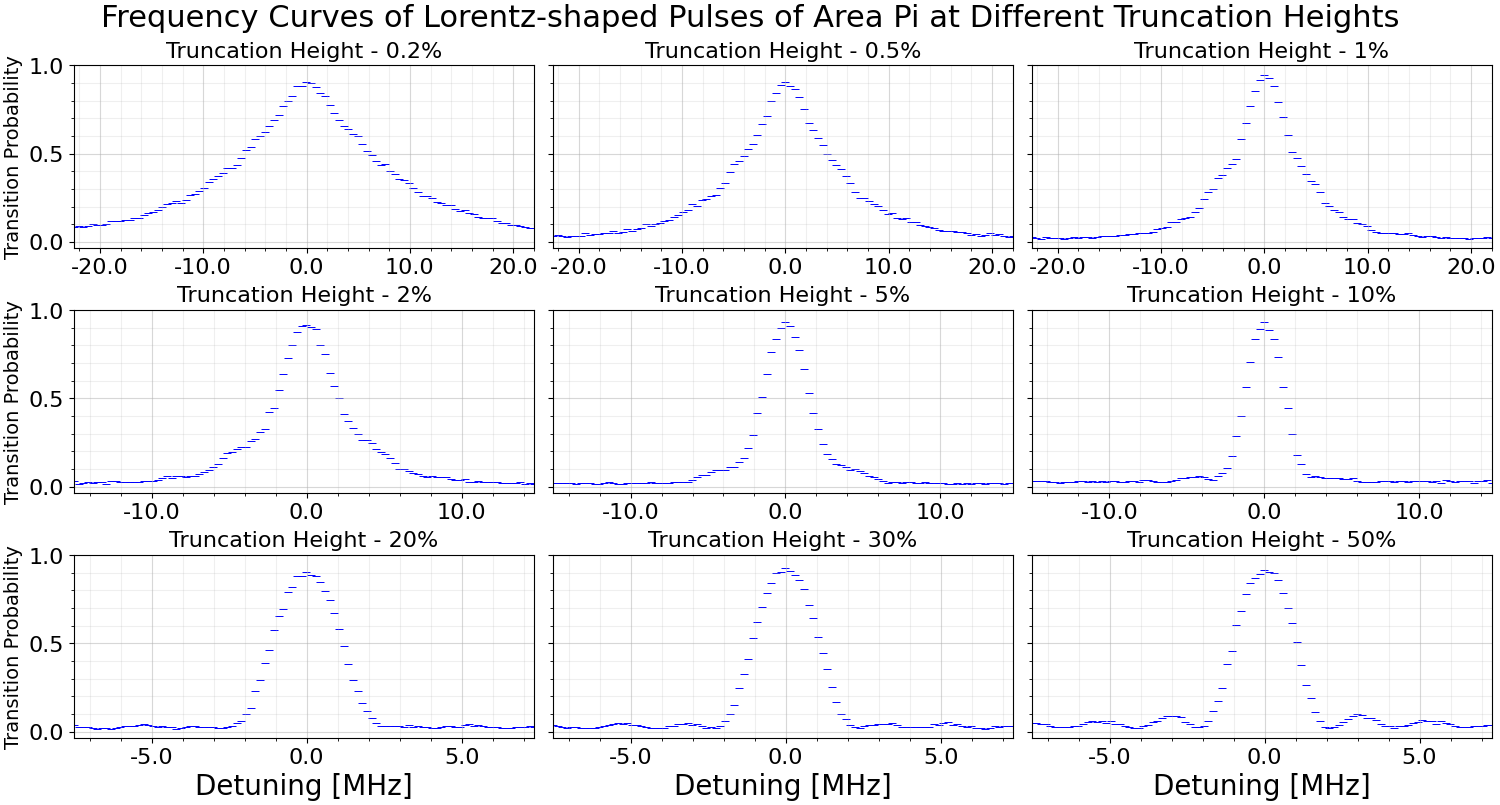 Frequency Curves of Lorentz-shaped Pulses of Area Pi at Different Truncation Heights
Truncation Height - 0.2%
Truncation Height - 0.5%
Truncation Height - 1%
Transition Probability
1.0
0.5
0.0
-20.0 -10.0 0.0 10.0 20.0
-20.0 -10.0 0.0 10.0 20.0
-20.0 -10.0 0.0 10.0 20.0
Truncation Height - 2%
Truncation Height - 5%
Truncation Height - 10%
Transition Probability
1.0
0.5
0.0
-10.0 0.0 10.0
-10.0 0.0 10.0
-10.0 0.0 10.0
Truncation Height - 20%
Truncation Height - 30%
Truncation Height - 50%
Transition Probability
1.0
0.5
0.0
-5.0 0.0 5.0
-5.0 0.0 5.0
-5.0 0.0 5.0
Detuning [MHz]
Detuning [MHz]
Detuning [MHz]